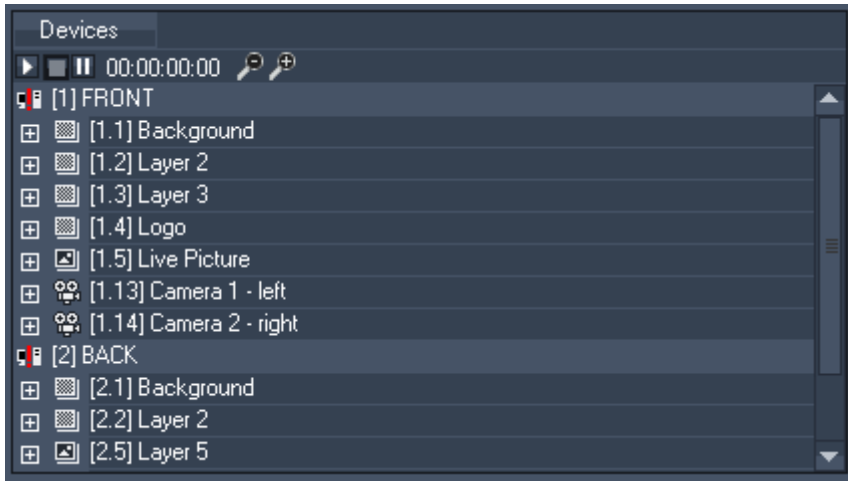 Devices
00:00:00:00
[1] FRONT
[1.1] Background
[1.2] Layer 2
[1.3] Layer 3
[1.4] Logo
[1.5] Live Picture
[1.13] Camera 1 - left
[1.14] Camera 2 - right
[2] BACK
[2.1] Background
[2.2] Layer 2
[2.5] Layer 5